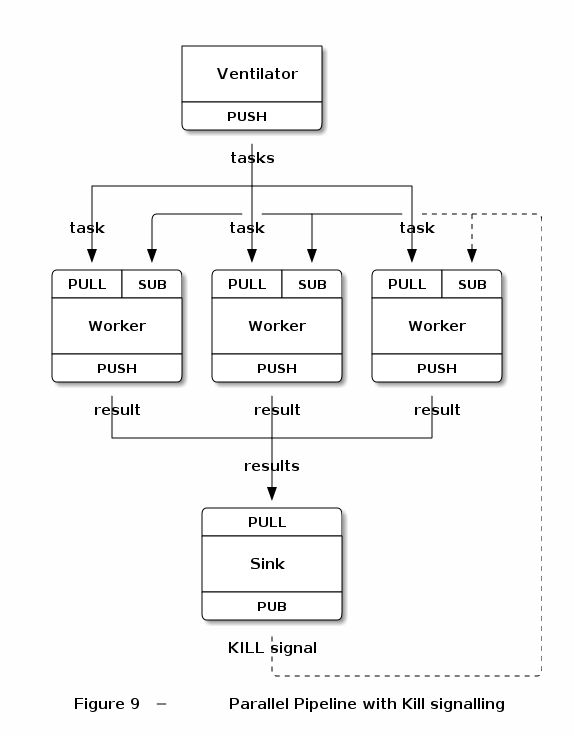 Ventilator
PUSH
tasks
task task task
PULL SUB PULL SUB PULL SUB
Worker Worker Worker
PUSH PUSH PUSH
result result result
results
PULL
Sink
PUB
KILL signal
Figure 9 – Parallel Pipeline with Kill signalling